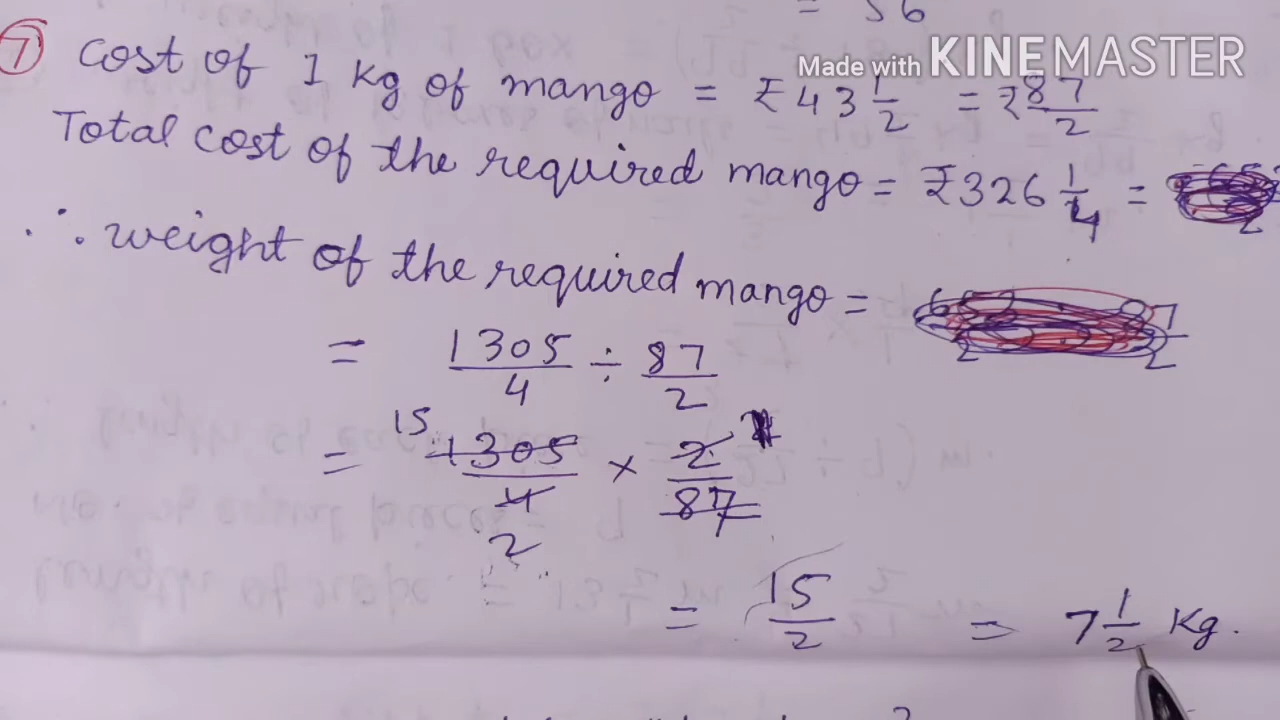 = 56
Made with KINEMASTER
7 Cost of 1 kg of mango = ₹ 43 1/2 = ₹ 87/2
Total cost of the required mango = ₹326 1/4 =
∴ weight of the required mango =
= 1305/4 ÷ 87/2
= 15 1305/4 2 × 2/87 1
= 15/2 = 7 1/2 Kg.